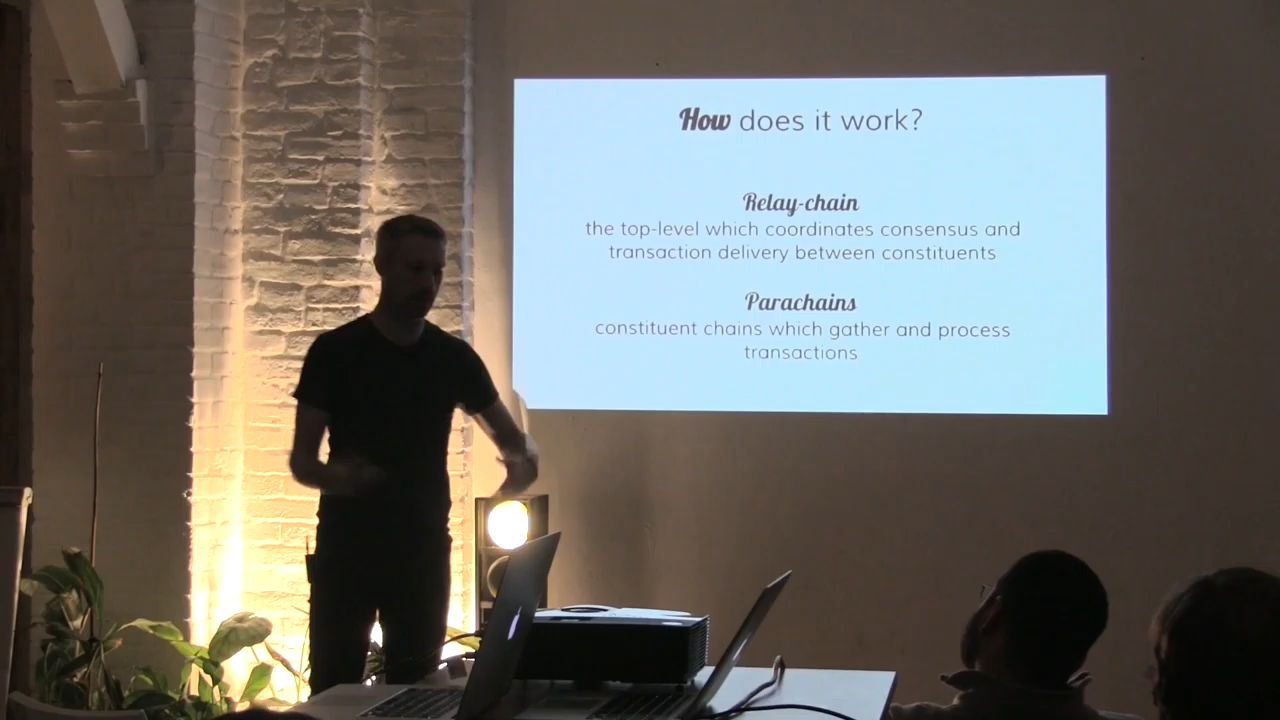 How does it work?
Relay-chain
the top-level which coordinates consensus and
transaction delivery between constituents
Parachains
constituent chains which gather and process
transactions